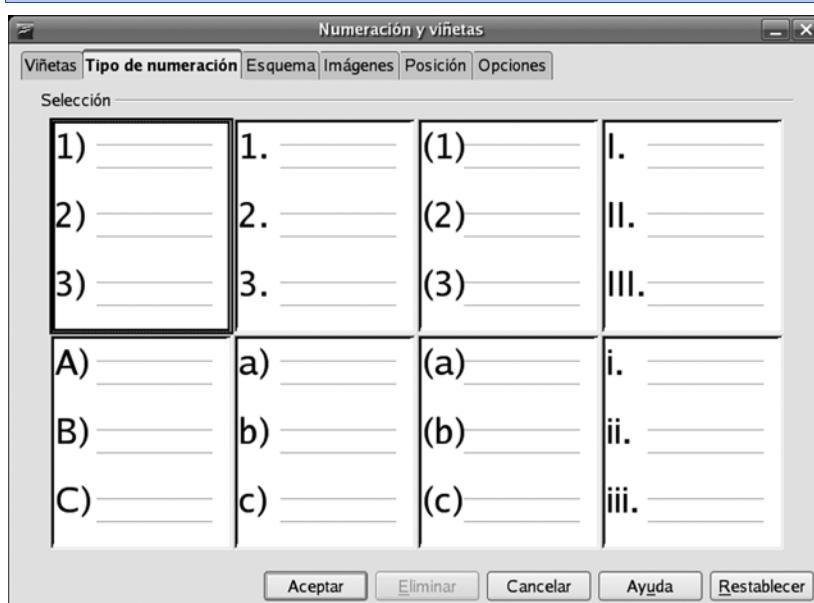 Numeración y viñetas
Viñetas Tipo de numeración Esquema Imágenes Posición Opciones
Selección
1) 1. (1) I.
2) 2. (2) II.
3) 3. (3) III.
A) a) (a) i.
B) b) (b) ii.
C) c) (c) iii.
Aceptar Eliminar Cancelar Ayuda Restablecer